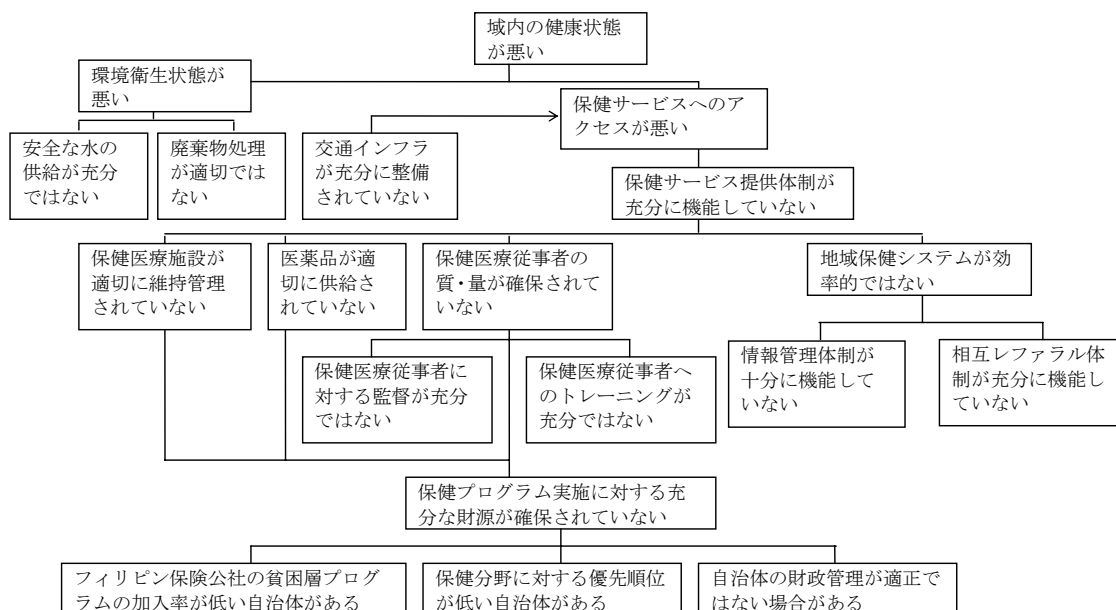 域内の健康状態
が悪い
環境衛生状態が
悪い
保健サービスへのア
クセスが悪い
安全な水の
供給が充分
ではない
廃棄物処理
が適切では
ない
交通インフラ
が充分に整備
されていない
保健サービス提供体制が
充分に機能していない
保健医療施設が
適切に維持管理
されていない
医薬品が適
切に供給さ
れていない
保健医療従事者の
質・量が確保されて
いない
地域保健システムが効
率的ではない
保健医療従事者に
対する監督が充分
ではない
保健医療従事者へ
のトレーニングが
充分ではない
情報管理体制が
十分に機能して
いない
相互レファラル体
制が充分に機能し
ていない
保健プログラム実施に対する充
分な財源が確保されていない
フィリピン保険公社の貧困層プログ
ラムの加入率が低い自治体がある
保健分野に対する優先順位
が低い自治体がある
自治体の財政管理が適正で
はない場合がある